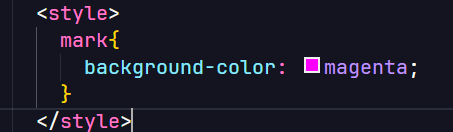 <style>
mark{
background-color: magenta;
}
</style>